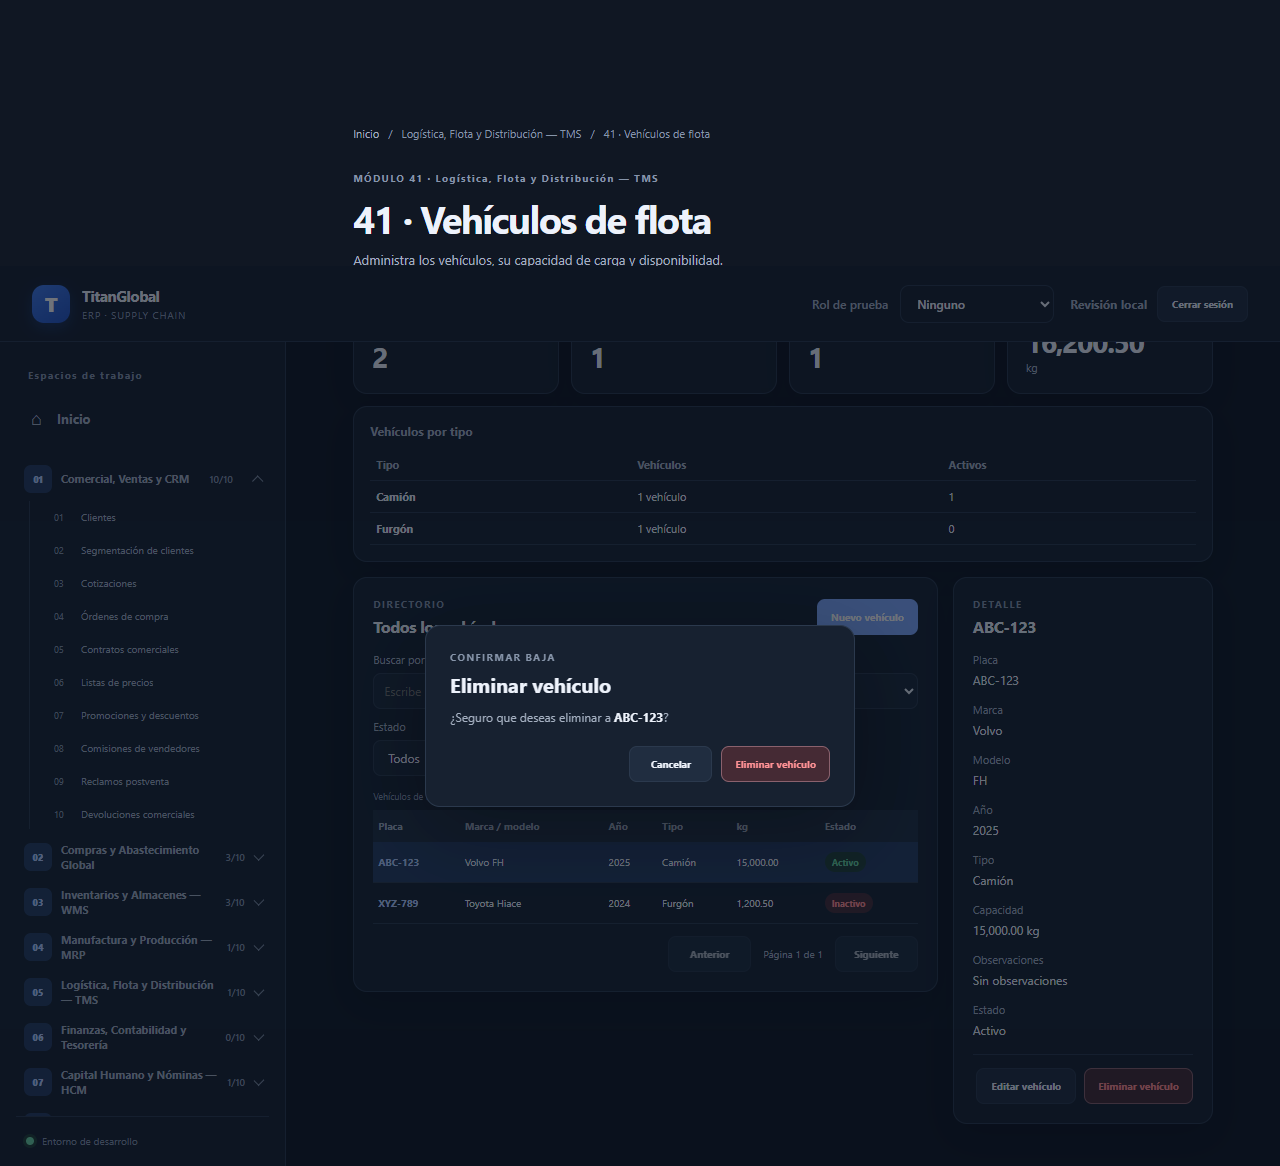 Inicio / Logística, Flota y Distribución — TMS / 41 · Vehículos de flota
MÓDULO 41 · Logística, Flota y Distribución — TMS
41 · Vehículos de flota
Administra los vehículos, su capacidad de carga y disponibilidad.
T
TitanGlobal
ERP · SUPPLY CHAIN
Rol de prueba
Ninguno
Revisión local
Cerrar sesión
Espacios de trabajo
Inicio
01 Comercial, Ventas y CRM 10/10
01 Clientes
02 Segmentación de clientes
03 Cotizaciones
04 Órdenes de compra
05 Contratos comerciales
06 Listas de precios
07 Promociones y descuentos
08 Comisiones de vendedores
09 Reclamos postventa
10 Devoluciones comerciales
02 Compras y Abastecimiento
Global
3/10
03 Inventarios y Almacenes —
WMS
3/10
04 Manufactura y Producción —
MRP
1/10
05 Logística, Flota y Distribución
— TMS
1/10
06 Finanzas, Contabilidad y
Tesorería
0/10
07 Capital Humano y Nóminas —
HCM
1/10
Entorno de desarrollo
2
1
1
16,200.50
kg
Vehículos por tipo
Tipo Vehículos Activos
Camión 1 vehículo 1
Furgón 1 vehículo 0
DIRECTORIO
Todos
Nuevo vehículo
Buscar por
Escribe
Estado
Todos
CONFIRMAR BAJA
Eliminar vehículo
¿Seguro que deseas eliminar a ABC-123?
Cancelar
Eliminar vehículo
Vehículos de
Placa Marca / modelo Año Tipo kg Estado
ABC-123 Volvo FH 2025 Camión 15,000.00 Activo
XYZ-789 Toyota Hiace 2024 Furgón 1,200.50 Inactivo
Anterior
Página 1 de 1
Siguiente
DETALLE
ABC-123
Placa
ABC-123
Marca
Volvo
Modelo
FH
Año
2025
Tipo
Camión
Capacidad
15,000.00 kg
Observaciones
Sin observaciones
Estado
Activo
Editar vehículo
Eliminar vehículo